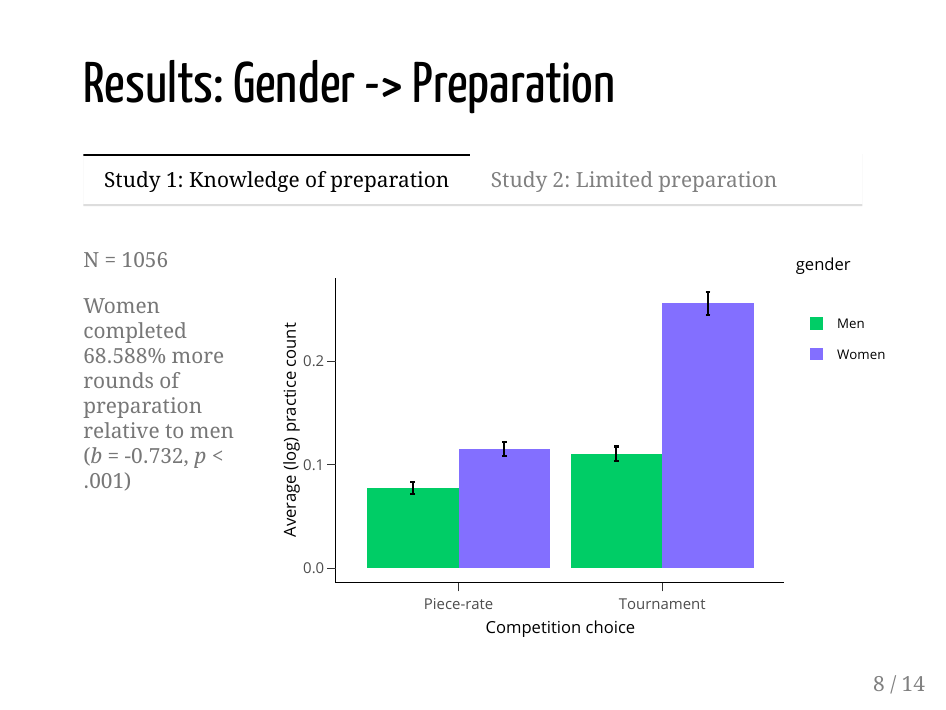 Results: Gender -> Preparation
Study 1: Knowledge of preparation
Study 2: Limited preparation
N = 1056
Women
completed
68.588% more
rounds of
preparation
relative to men
(b = -0.732, p <
.001)
Average (log) practice count
0.2
0.1
0.0
Piece-rate
Tournament
Competition choice
gender
Men
Women
8 / 14